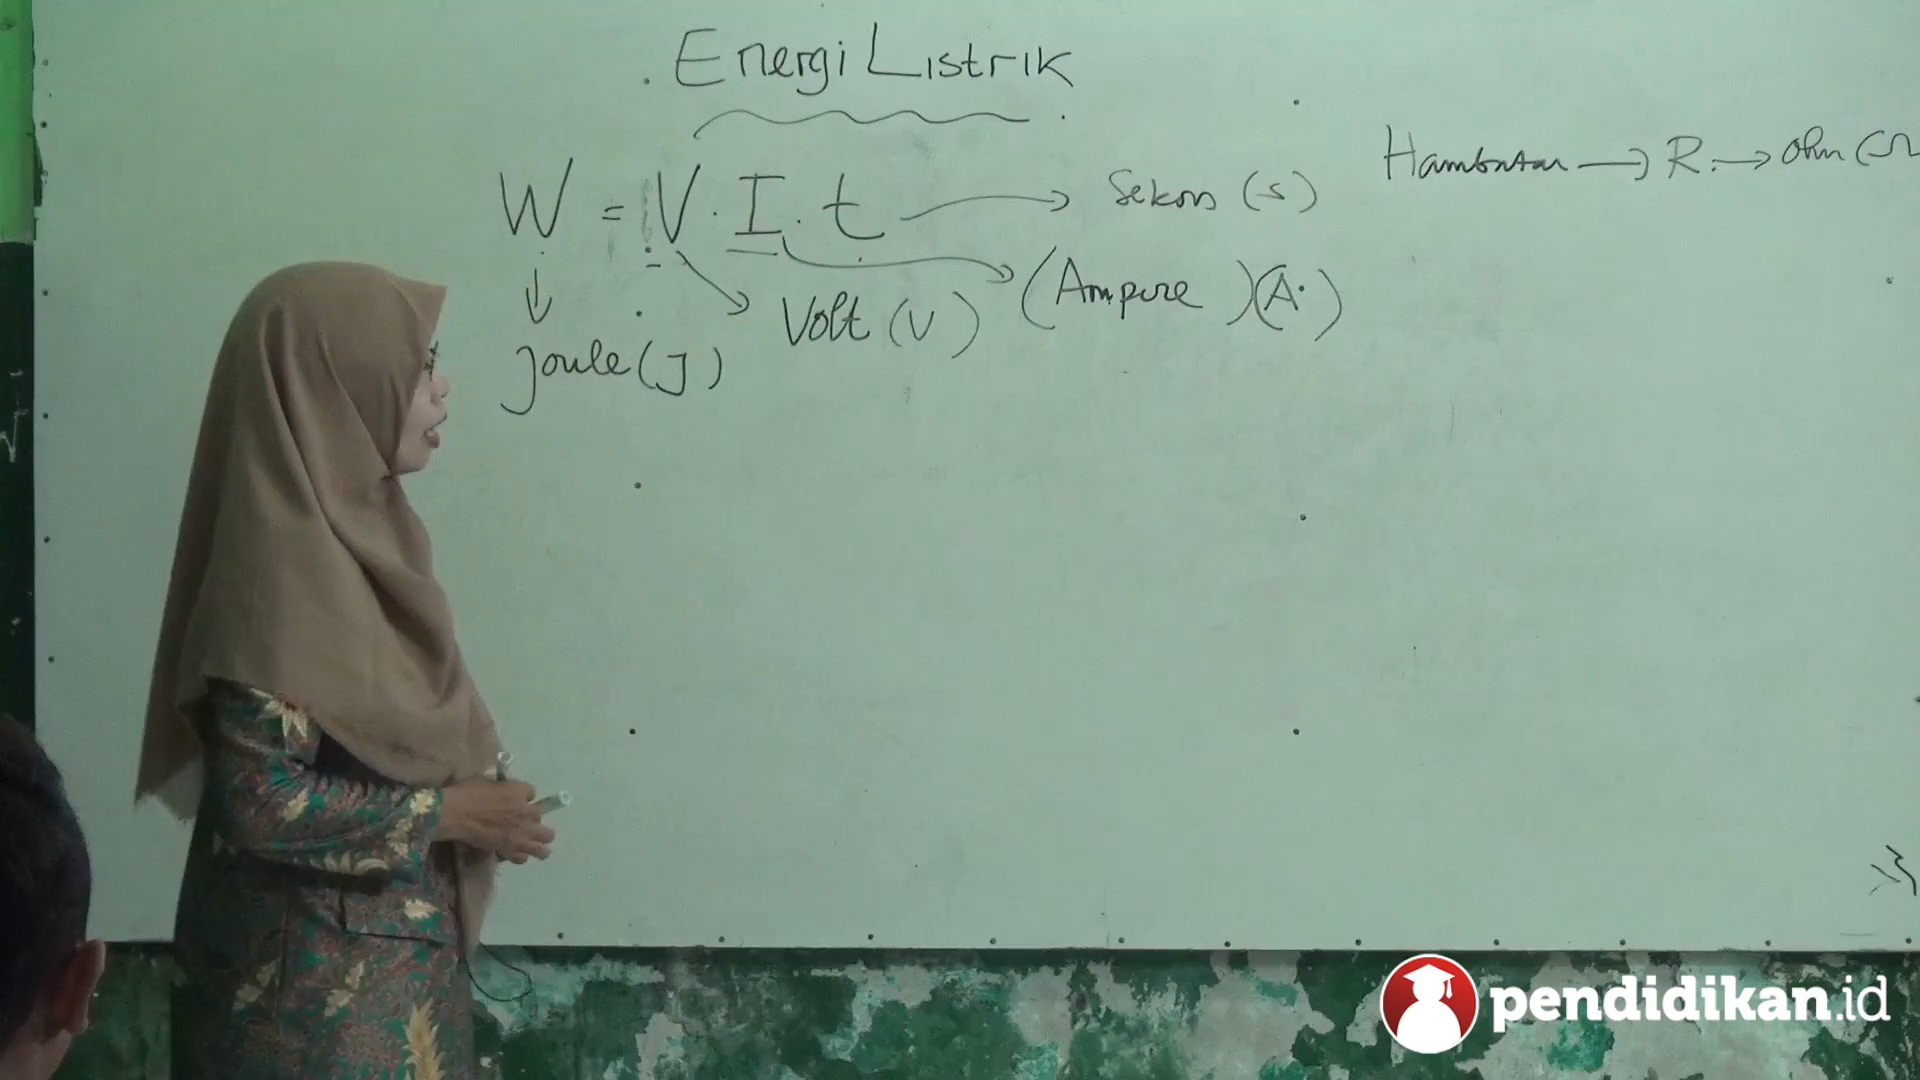 Energi Listrik
W = V . I . t → Sekon (s)
Hambatan → R. → Ohm (Ω
Volt (V) (Ampere) (A.)
Joule (J)
pendidikan.id